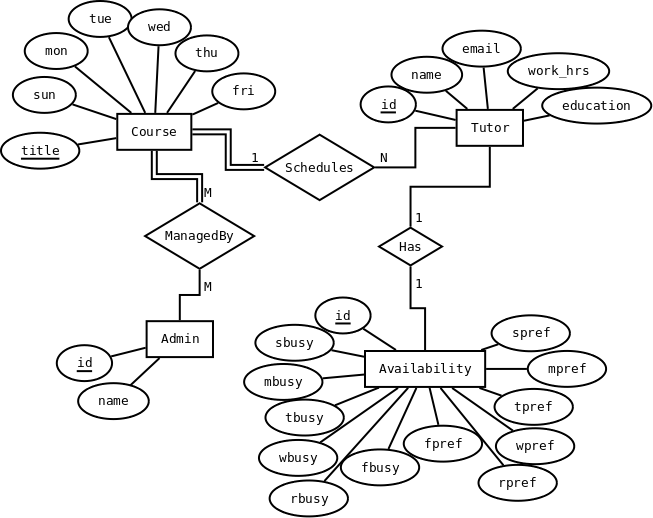 tue
wed
mon
thu
sun
fri
title
Course
email
name
work_hrs
id
education
Tutor
1
Schedules
N
M
ManagedBy
M
1
Has
1
Admin
id
name
id
sbusy
mbusy
tbusy
wbusy
rbusy
fbusy
fpref
Availability
spref
mpref
tpref
wpref
rpref